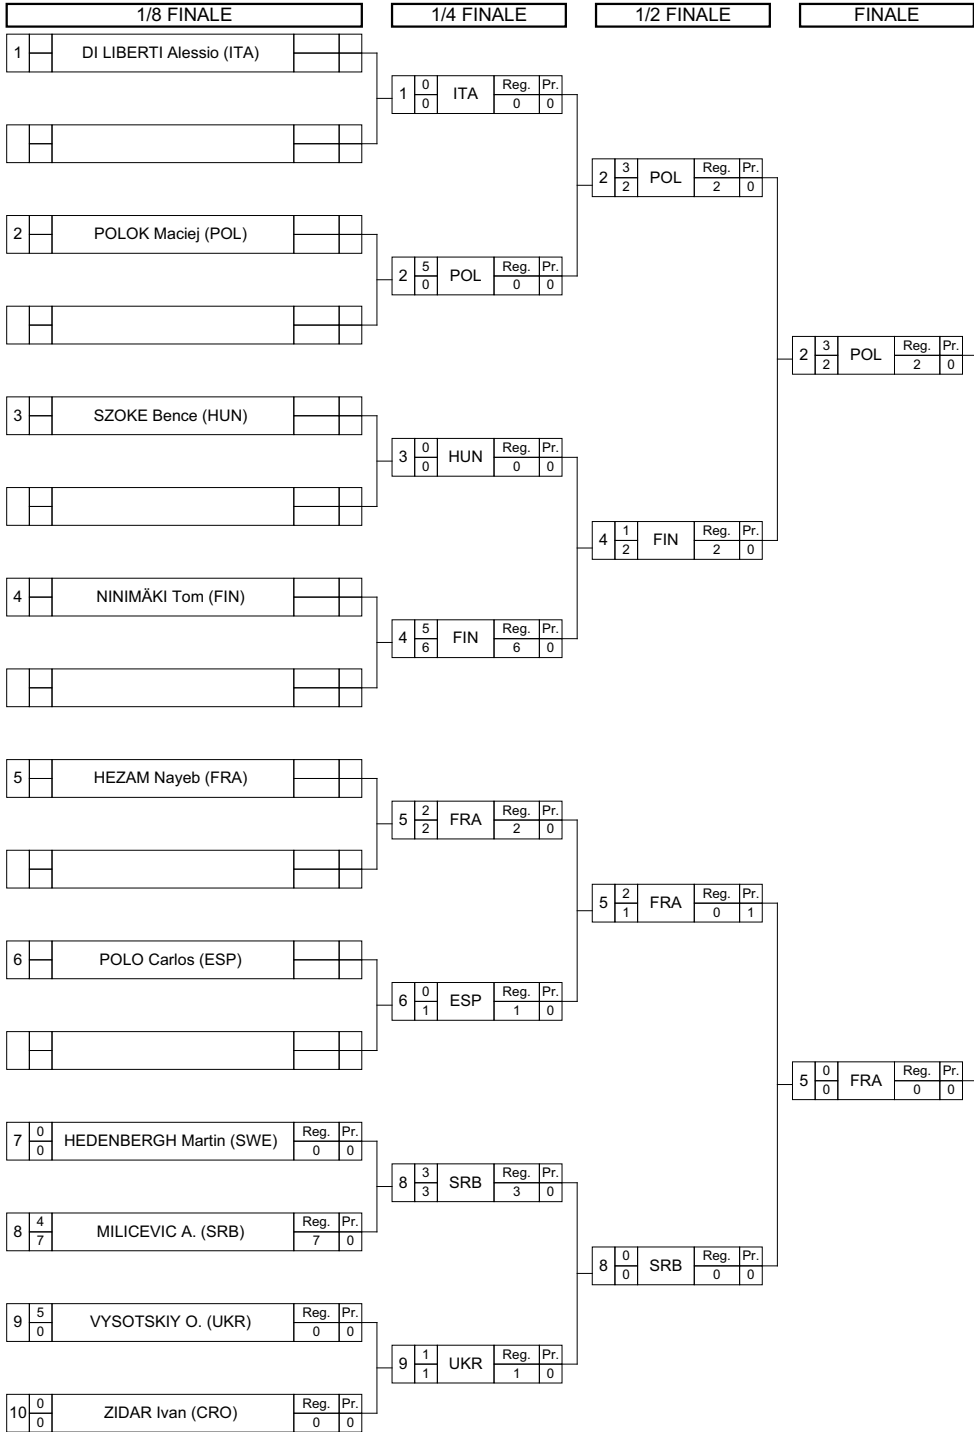 1/8 FINALE 1/4 FINALE 1/2 FINALE FINALE
1 DI LIBERTI Alessio (ITA)
1 0 0 ITA Reg. 0 Pr. 0
2 3 2 POL Reg. 2 Pr. 0
2 POLOK Maciej (POL)
2 5 0 POL Reg. 0 Pr. 0
2 3 2 POL Reg. 2 Pr. 0
3 SZOKE Bence (HUN)
3 0 0 HUN Reg. 0 Pr. 0
4 1 2 FIN Reg. 2 Pr. 0
4 NINIMÄKI Tom (FIN)
4 5 6 FIN Reg. 6 Pr. 0
5 HEZAM Nayeb (FRA)
5 2 2 FRA Reg. 2 Pr. 0
5 2 1 FRA Reg. 0 Pr. 1
6 POLO Carlos (ESP)
6 0 1 ESP Reg. 1 Pr. 0
5 0 0 FRA Reg. 0 Pr. 0
7 0 0 HEDENBERGH Martin (SWE) Reg. 0 Pr. 0
8 3 3 SRB Reg. 3 Pr. 0
8 4 7 MILICEVIC A. (SRB) Reg. 7 Pr. 0
8 0 0 SRB Reg. 0 Pr. 0
9 5 0 VYSOTSKIY O. (UKR) Reg. 0 Pr. 0
9 1 1 UKR Reg. 1 Pr. 0
10 0 0 ZIDAR Ivan (CRO) Reg. 0 Pr. 0